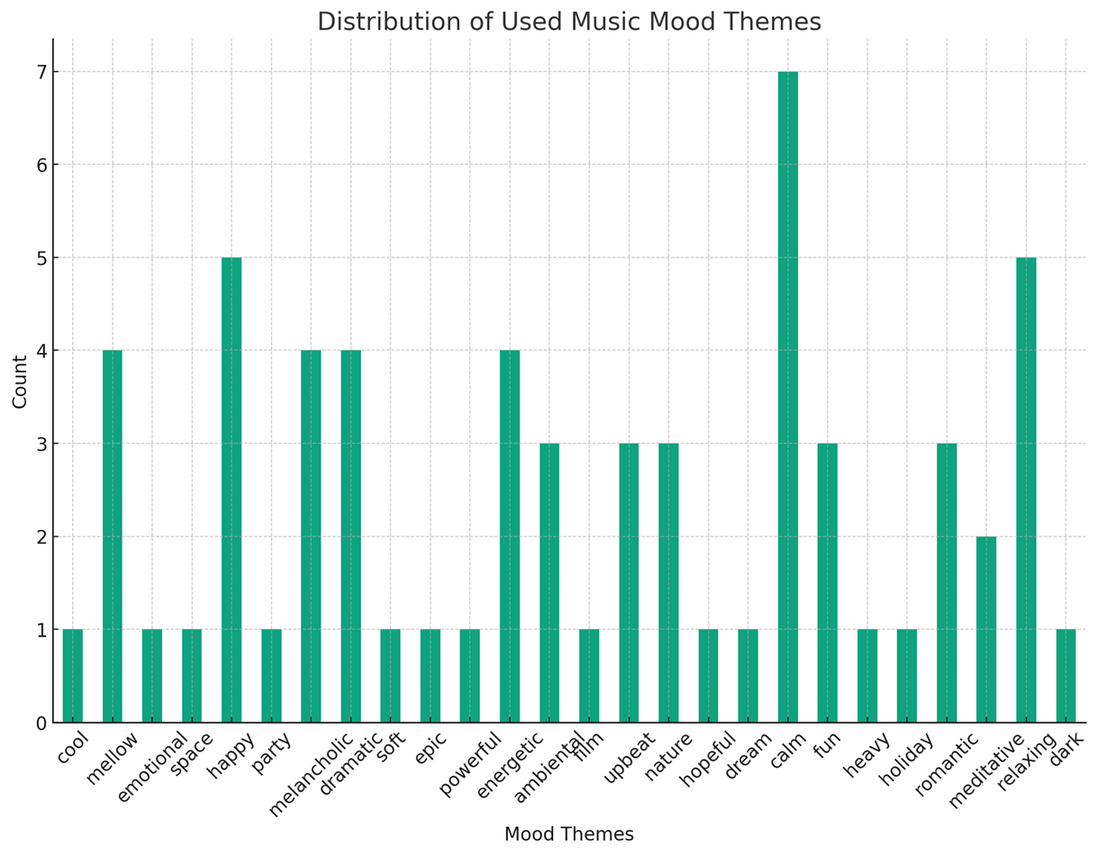 Distribution of Used Music Mood Themes
Count
7
6
5
4
3
2
1
0
cool
mellow
emotional
space
happy
party
melancholic
dramatic
soft
epic
powerful
energetic
ambiental
film
upbeat
nature
hopeful
dream
calm
fun
heavy
holiday
romantic
meditative
relaxing
dark
Mood Themes